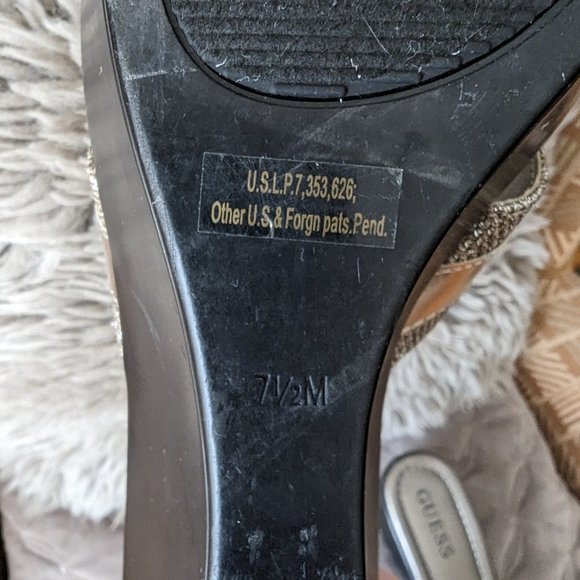 U.S.L.P.7,353,626;
Other U.S.& Forgn pats.Pend.
7½M
GUESS